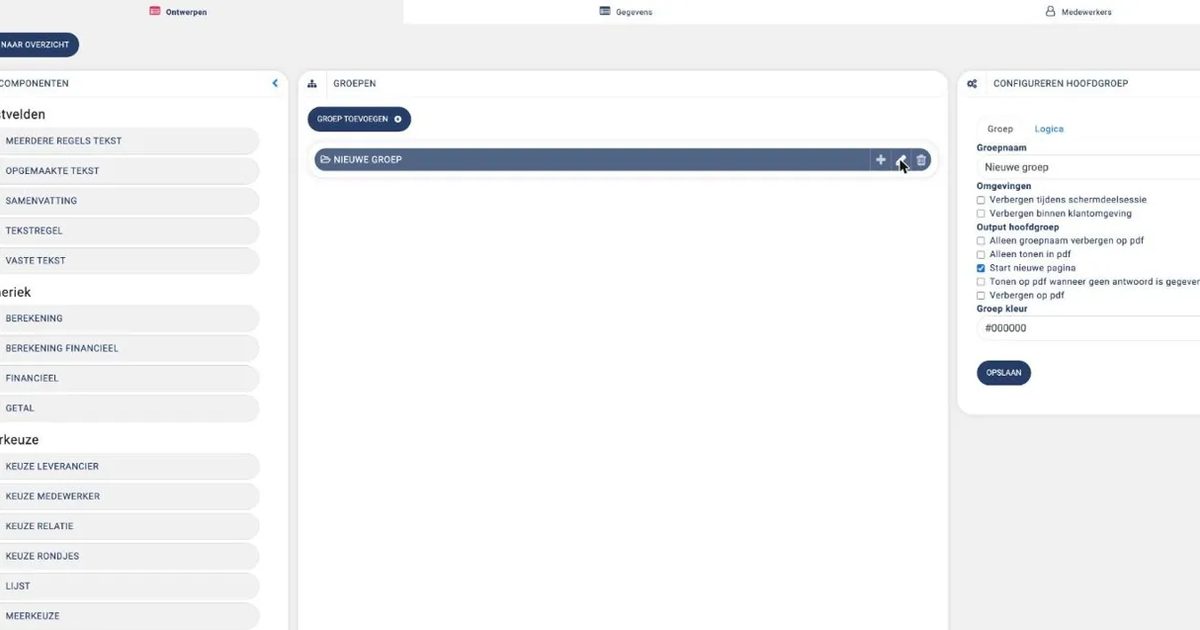 Ontwerpen
Gegevens
Medewerkers
NAAR OVERZICHT
COMPONENTEN
tvelden
MEERDERE REGELS TEKST
OPGEMAAKTE TEKST
SAMENVATTING
TEKSTREGEL
VASTE TEKST
eriek
BEREKENING
BEREKENING FINANCIEEL
FINANCIEEL
GETAL
rkeuze
KEUZE LEVERANCIER
KEUZE MEDEWERKER
KEUZE RELATIE
KEUZE RONDJES
LIJST
MEERKEUZE
GROEPEN
GROEP TOEVOEGEN
NIEUWE GROEP
CONFIGUREREN HOOFDGROEP
Groep
Logica
Groepnaam
Nieuwe groep
Omgevingen
Verbergen tijdens schermdeelsessie
Verbergen binnen klantomgeving
Output hoofdgroep
Alleen groepnaam verbergen op pdf
Alleen tonen in pdf
Start nieuwe pagina
Tonen op pdf wanneer geen antwoord is gegever
Verbergen op pdf
Groep kleur
#000000
OPSLAAN